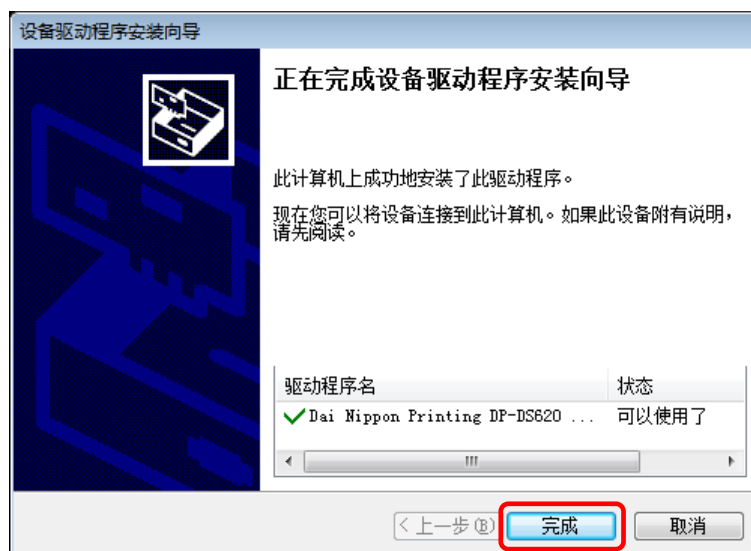 设备驱动程序安装向导
正在完成设备驱动程序安装向导
此计算机上成功地安装了此驱动程序。
现在您可以将设备连接到此计算机。如果此设备附有说明，
请先阅读。
驱动程序名 状态
Dai Nippon Printing DP-DS620 ... 可以使用了
<上一步(B) 完成 取消